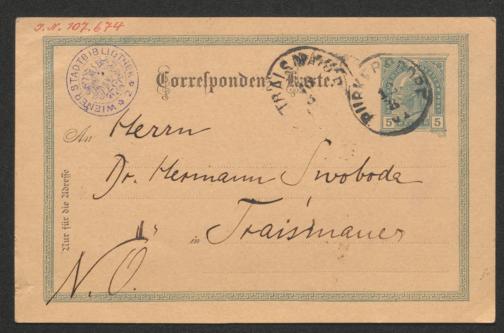 I.N. 107.674
WIENER STADTBIBLIOTHEK
TRAISMAUER
PURKERSDORF
Correspondenz-Karte
5 5
An Herrn
Dr. Hermann Swoboda
in Traismauer
N. Ö.
Nur für die Adresse